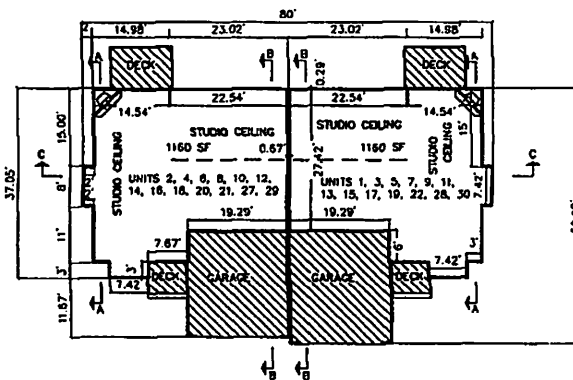 80'
2' 14.98' 23.02' 23.02' 14.98'
A B B A
DECK DECK
0.29'
22.54' 22.54'
14.54' 14.54'
STUDIO CEILING STUDIO CEILING
15.00' 15'
1160 SF 0.67' 1160 SF
STUDIO CEILING STUDIO CEILING
27.42'
C C
37.05'
8' 7.42'
UNITS 2, 4, 6, 8, 10, 12, UNITS 1, 3, 5, 7, 9, 11,
14, 16, 18, 20, 21, 27, 29 13, 15, 17, 19, 22, 28, 30
19.29' 19.29'
11' 7.67' 6' 3'
3' 3' DECK GARAGE GARAGE DECK 7.42'
7.42'
11.67'
A A
B B